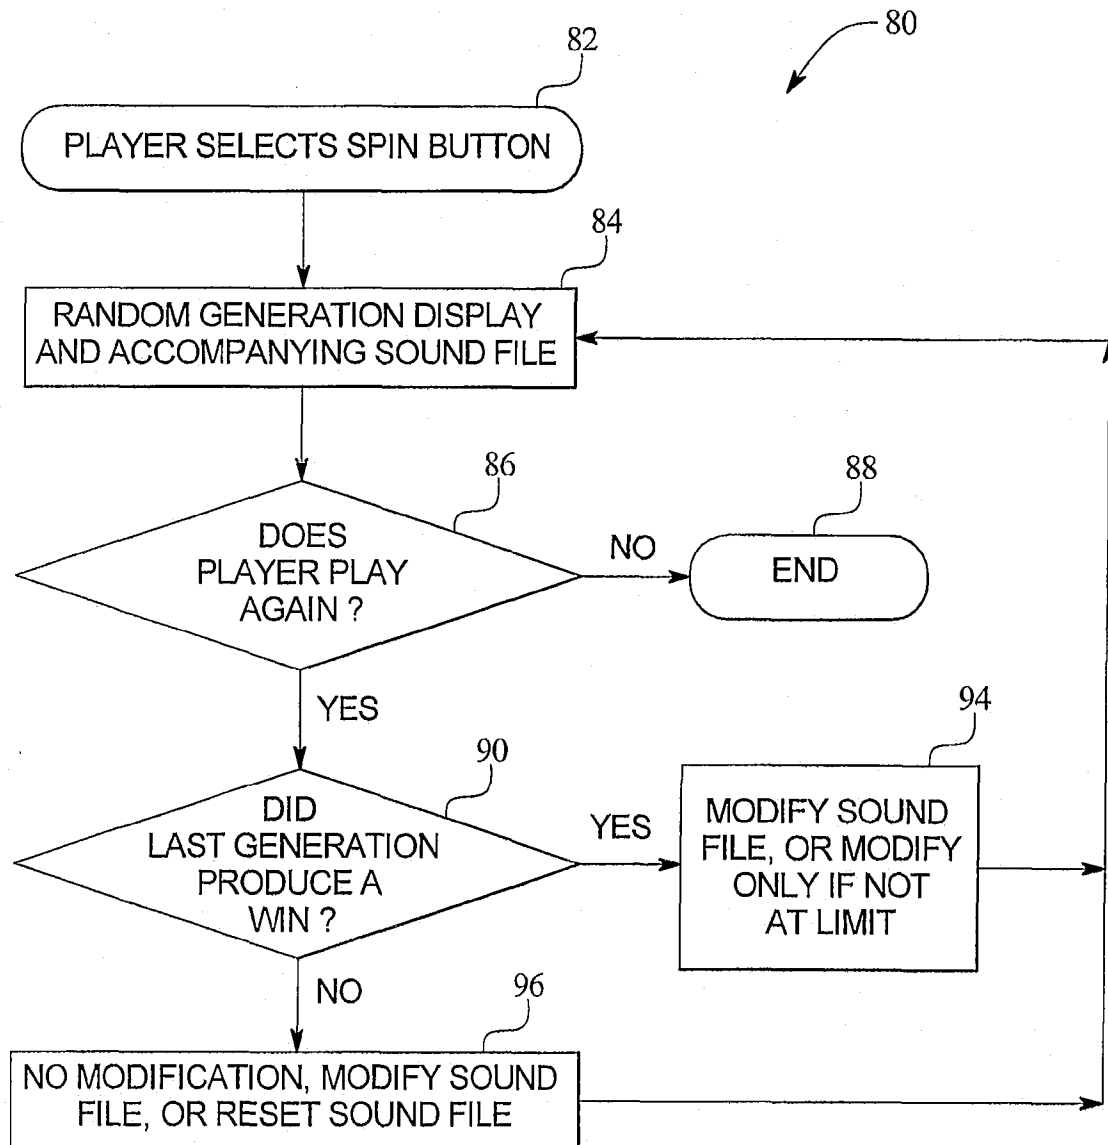 80
82
PLAYER SELECTS SPIN BUTTON
84
RANDOM GENERATION DISPLAY
AND ACCOMPANYING SOUND FILE
86
DOES
PLAYER PLAY
AGAIN ?
NO
88
END
YES
90
DID
LAST GENERATION
PRODUCE A
WIN ?
YES
94
MODIFY SOUND
FILE, OR MODIFY
ONLY IF NOT
AT LIMIT
NO
96
NO MODIFICATION, MODIFY SOUND
FILE, OR RESET SOUND FILE